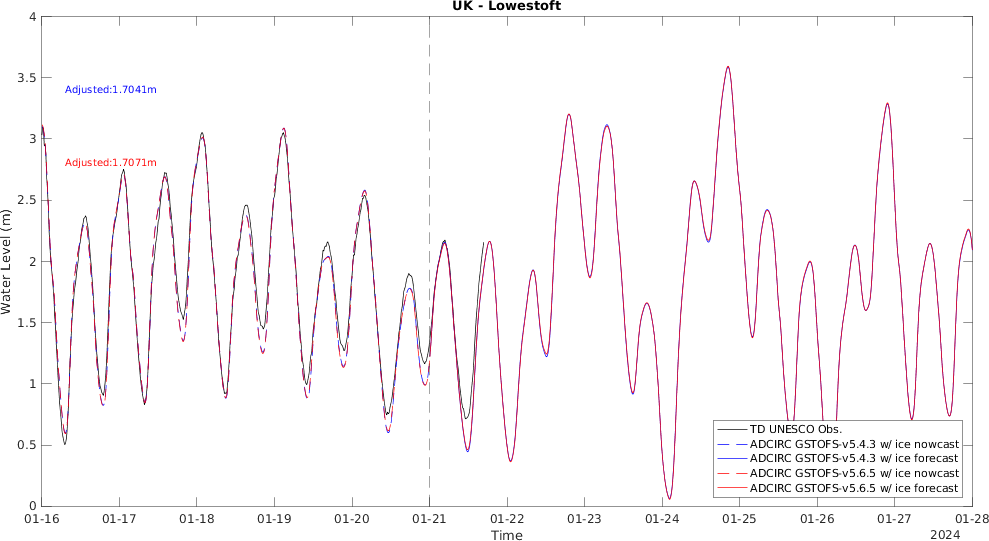 UK - Lowestoft
4
3.5
3
2.5
2
1.5
1
0.5
0
Water Level (m)
Adjusted:1.7041m
Adjusted:1.7071m
TD UNESCO Obs.
ADCIRC GSTOFS-v5.4.3 w/ ice nowcast
ADCIRC GSTOFS-v5.4.3 w/ ice forecast
ADCIRC GSTOFS-v5.6.5 w/ ice nowcast
ADCIRC GSTOFS-v5.6.5 w/ ice forecast
01-16 01-17 01-18 01-19 01-20 01-21 01-22 01-23 01-24 01-25 01-26 01-27 01-28
Time
2024